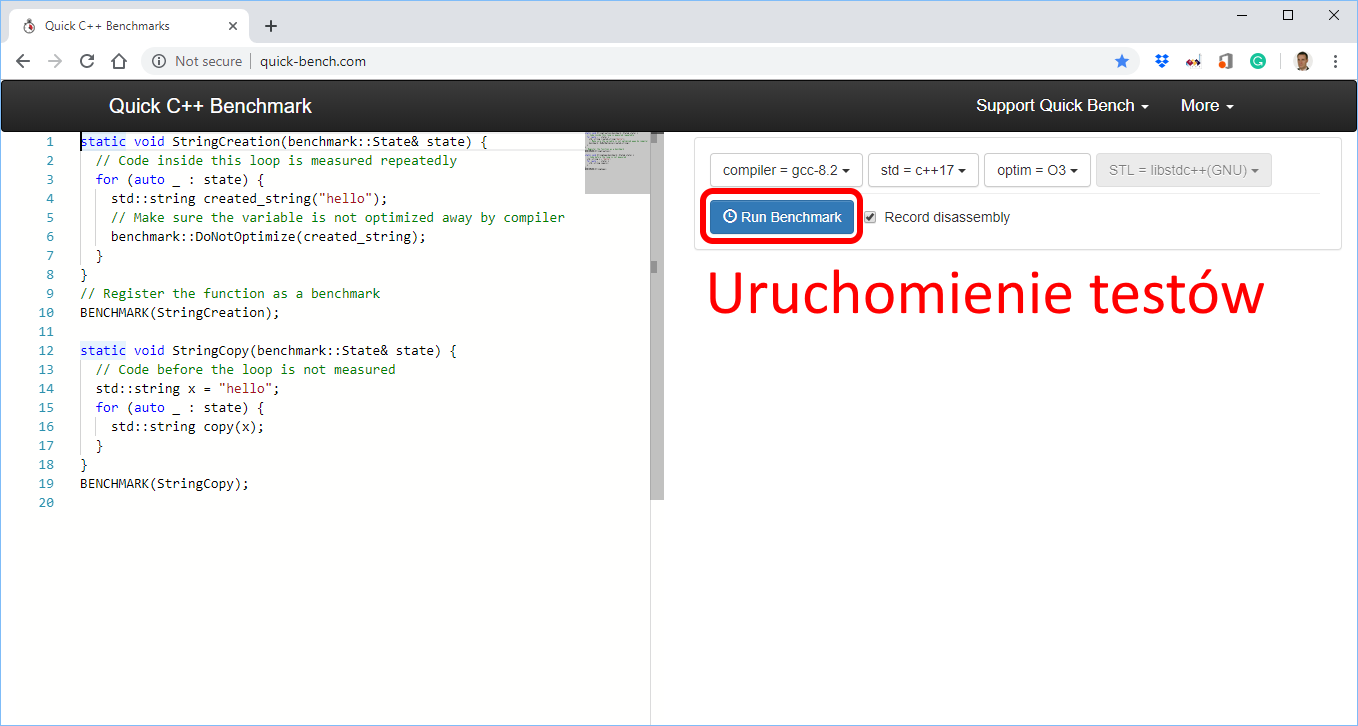 Quick C++ Benchmarks
Not secure | quick-bench.com
Quick C++ Benchmark
Support Quick Bench
More
1 static void StringCreation(benchmark::State& state) {
2   // Code inside this loop is measured repeatedly
3   for (auto _ : state) {
4     std::string created_string("hello");
5     // Make sure the variable is not optimized away by compiler
6     benchmark::DoNotOptimize(created_string);
7   }
8 }
9 // Register the function as a benchmark
10 BENCHMARK(StringCreation);
11
12 static void StringCopy(benchmark::State& state) {
13   // Code before the loop is not measured
14   std::string x = "hello";
15   for (auto _ : state) {
16     std::string copy(x);
17   }
18 }
19 BENCHMARK(StringCopy);
20
compiler = gcc-8.2 std = c++17 optim = O3 STL = libstdc++(GNU)
Run Benchmark Record disassembly
Uruchomienie testów